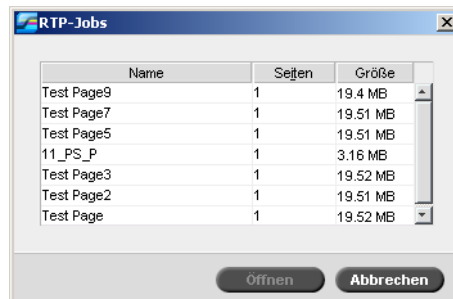 RTP-Jobs
Name Seiten Größe
Test Page9 1 19.4 MB
Test Page7 1 19.51 MB
Test Page5 1 19.51 MB
11_PS_P 1 3.16 MB
Test Page3 1 19.52 MB
Test Page2 1 19.51 MB
Test Page 1 19.52 MB
Öffnen Abbrechen